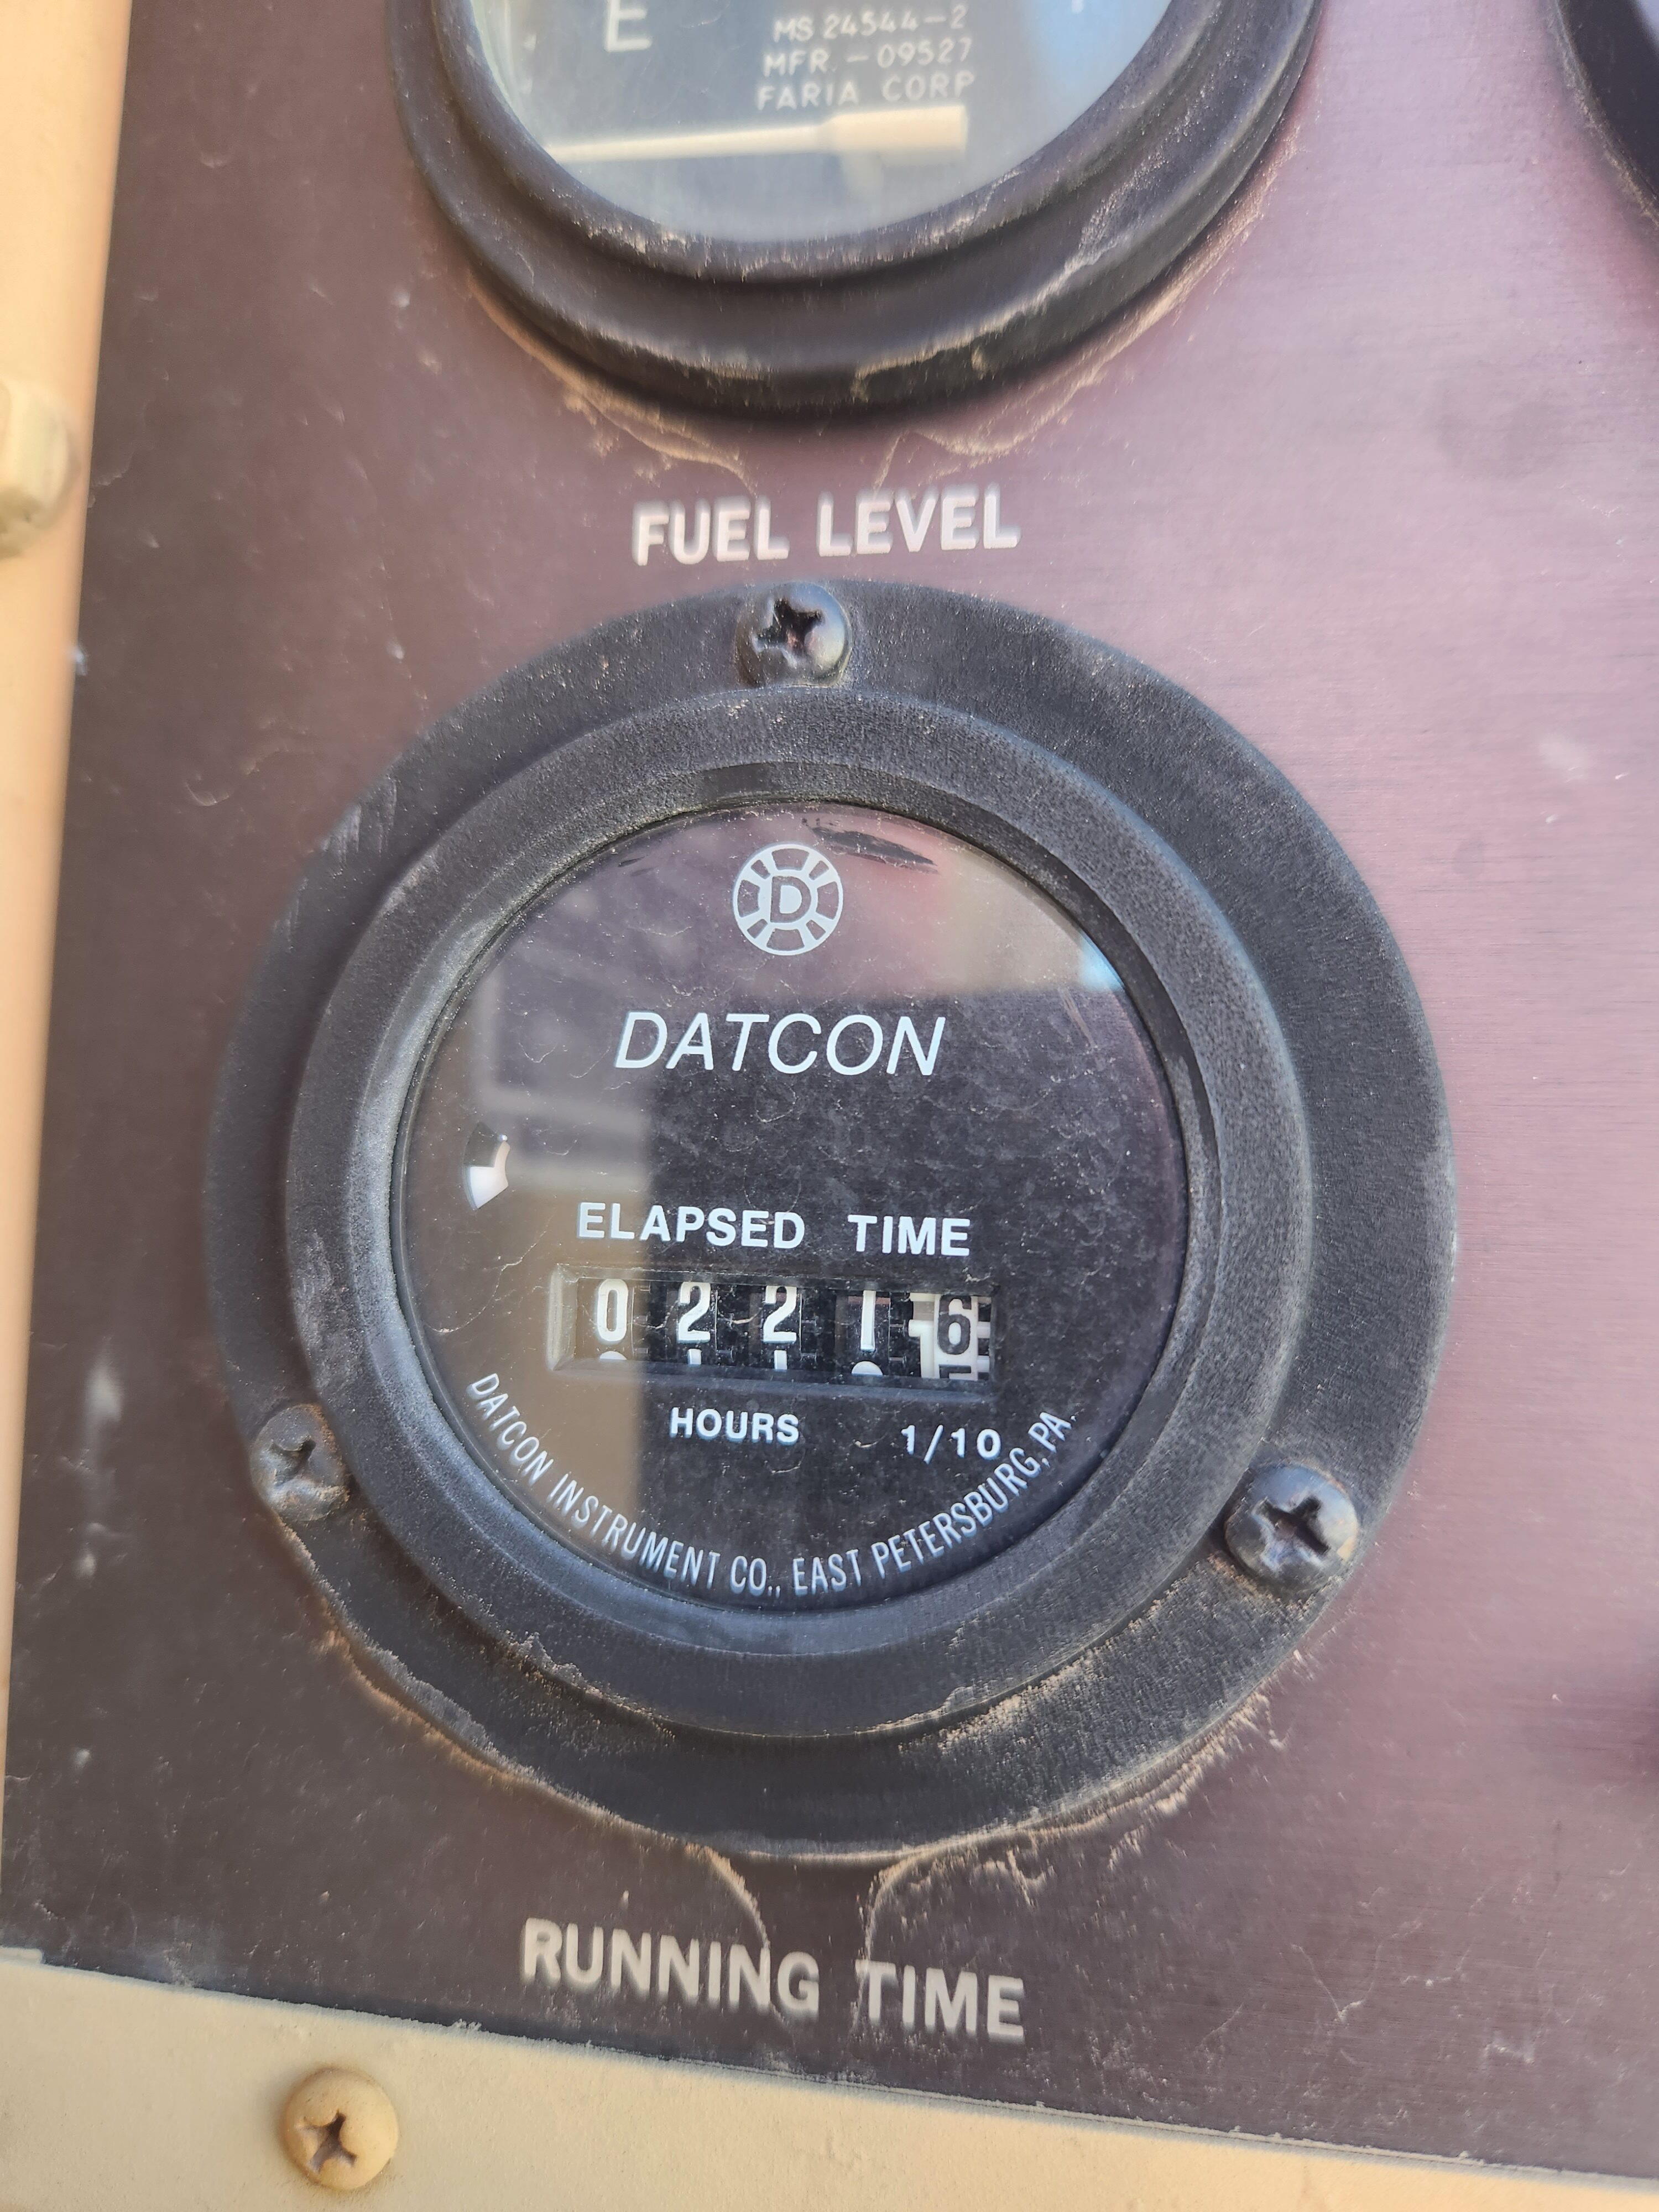 E
MS 24544-2
MFR. - 09527
FARIA CORP
FUEL LEVEL
D
DATCON
ELAPSED TIME
0 2 2 1 6
HOURS 1/10
DATCON INSTRUMENT CO., EAST PETERSBURG, PA.
RUNNING TIME